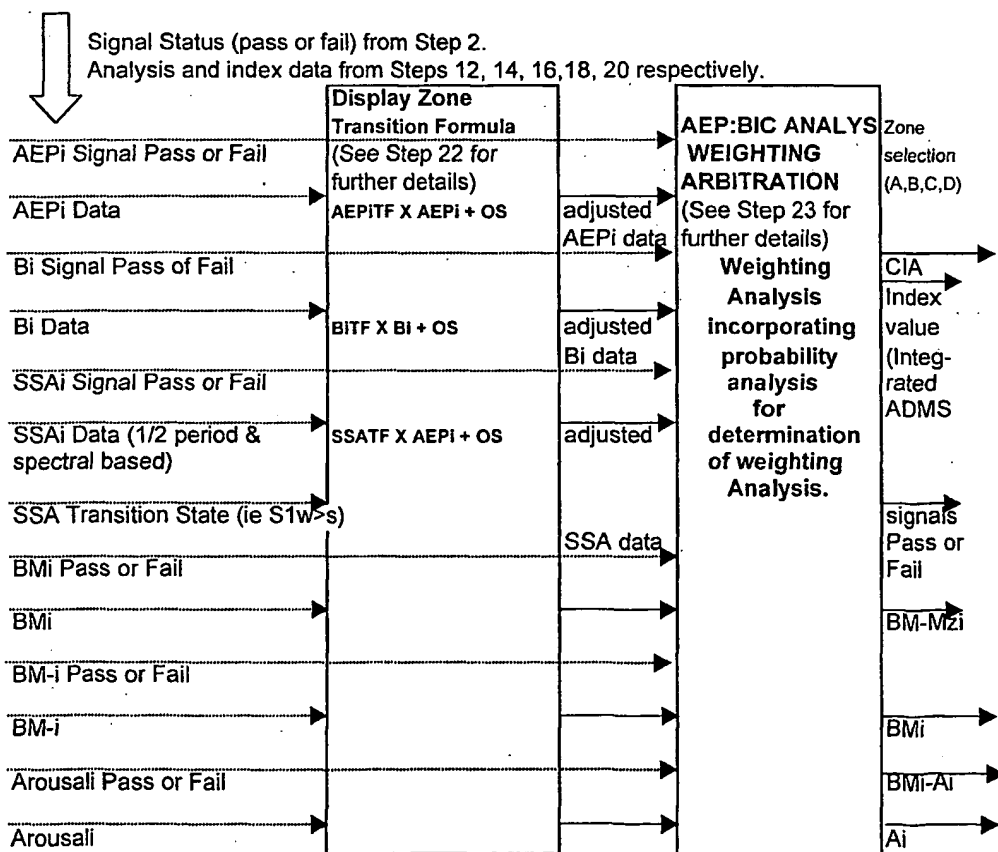 Signal Status (pass or fail) from Step 2.
Analysis and index data from Steps 12, 14, 16,18, 20 respectively.
AEPi Signal Pass or Fail
AEPi Data
Bi Signal Pass of Fail
Bi Data
SSAi Signal Pass or Fail
SSAi Data (1/2 period &
spectral based)
SSA Transition State (ie S1w>s)
BMi Pass or Fail
BMi
BM-i Pass or Fail
BM-i
Arousali Pass or Fail
Arousali
Display Zone
Transition Formula
(See Step 22 for
further details)
AEPiTF X AEPi + OS
BiTF X Bi + OS
SSATF X AEPi + OS
adjusted
AEPi data
adjusted
Bi data
adjusted
SSA data
AEP:BIC ANALYS
WEIGHTING
ARBITRATION
(See Step 23 for
further details)
Weighting
Analysis
incorporating
probability
analysis
for
determination
of weighting
Analysis.
Zone
selection
(A,B,C,D)
CIA
Index
value
(Integ-
rated
ADMS
signals
Pass or
Fail
BM-Mzi
BMi
BMi-Ai
Ai